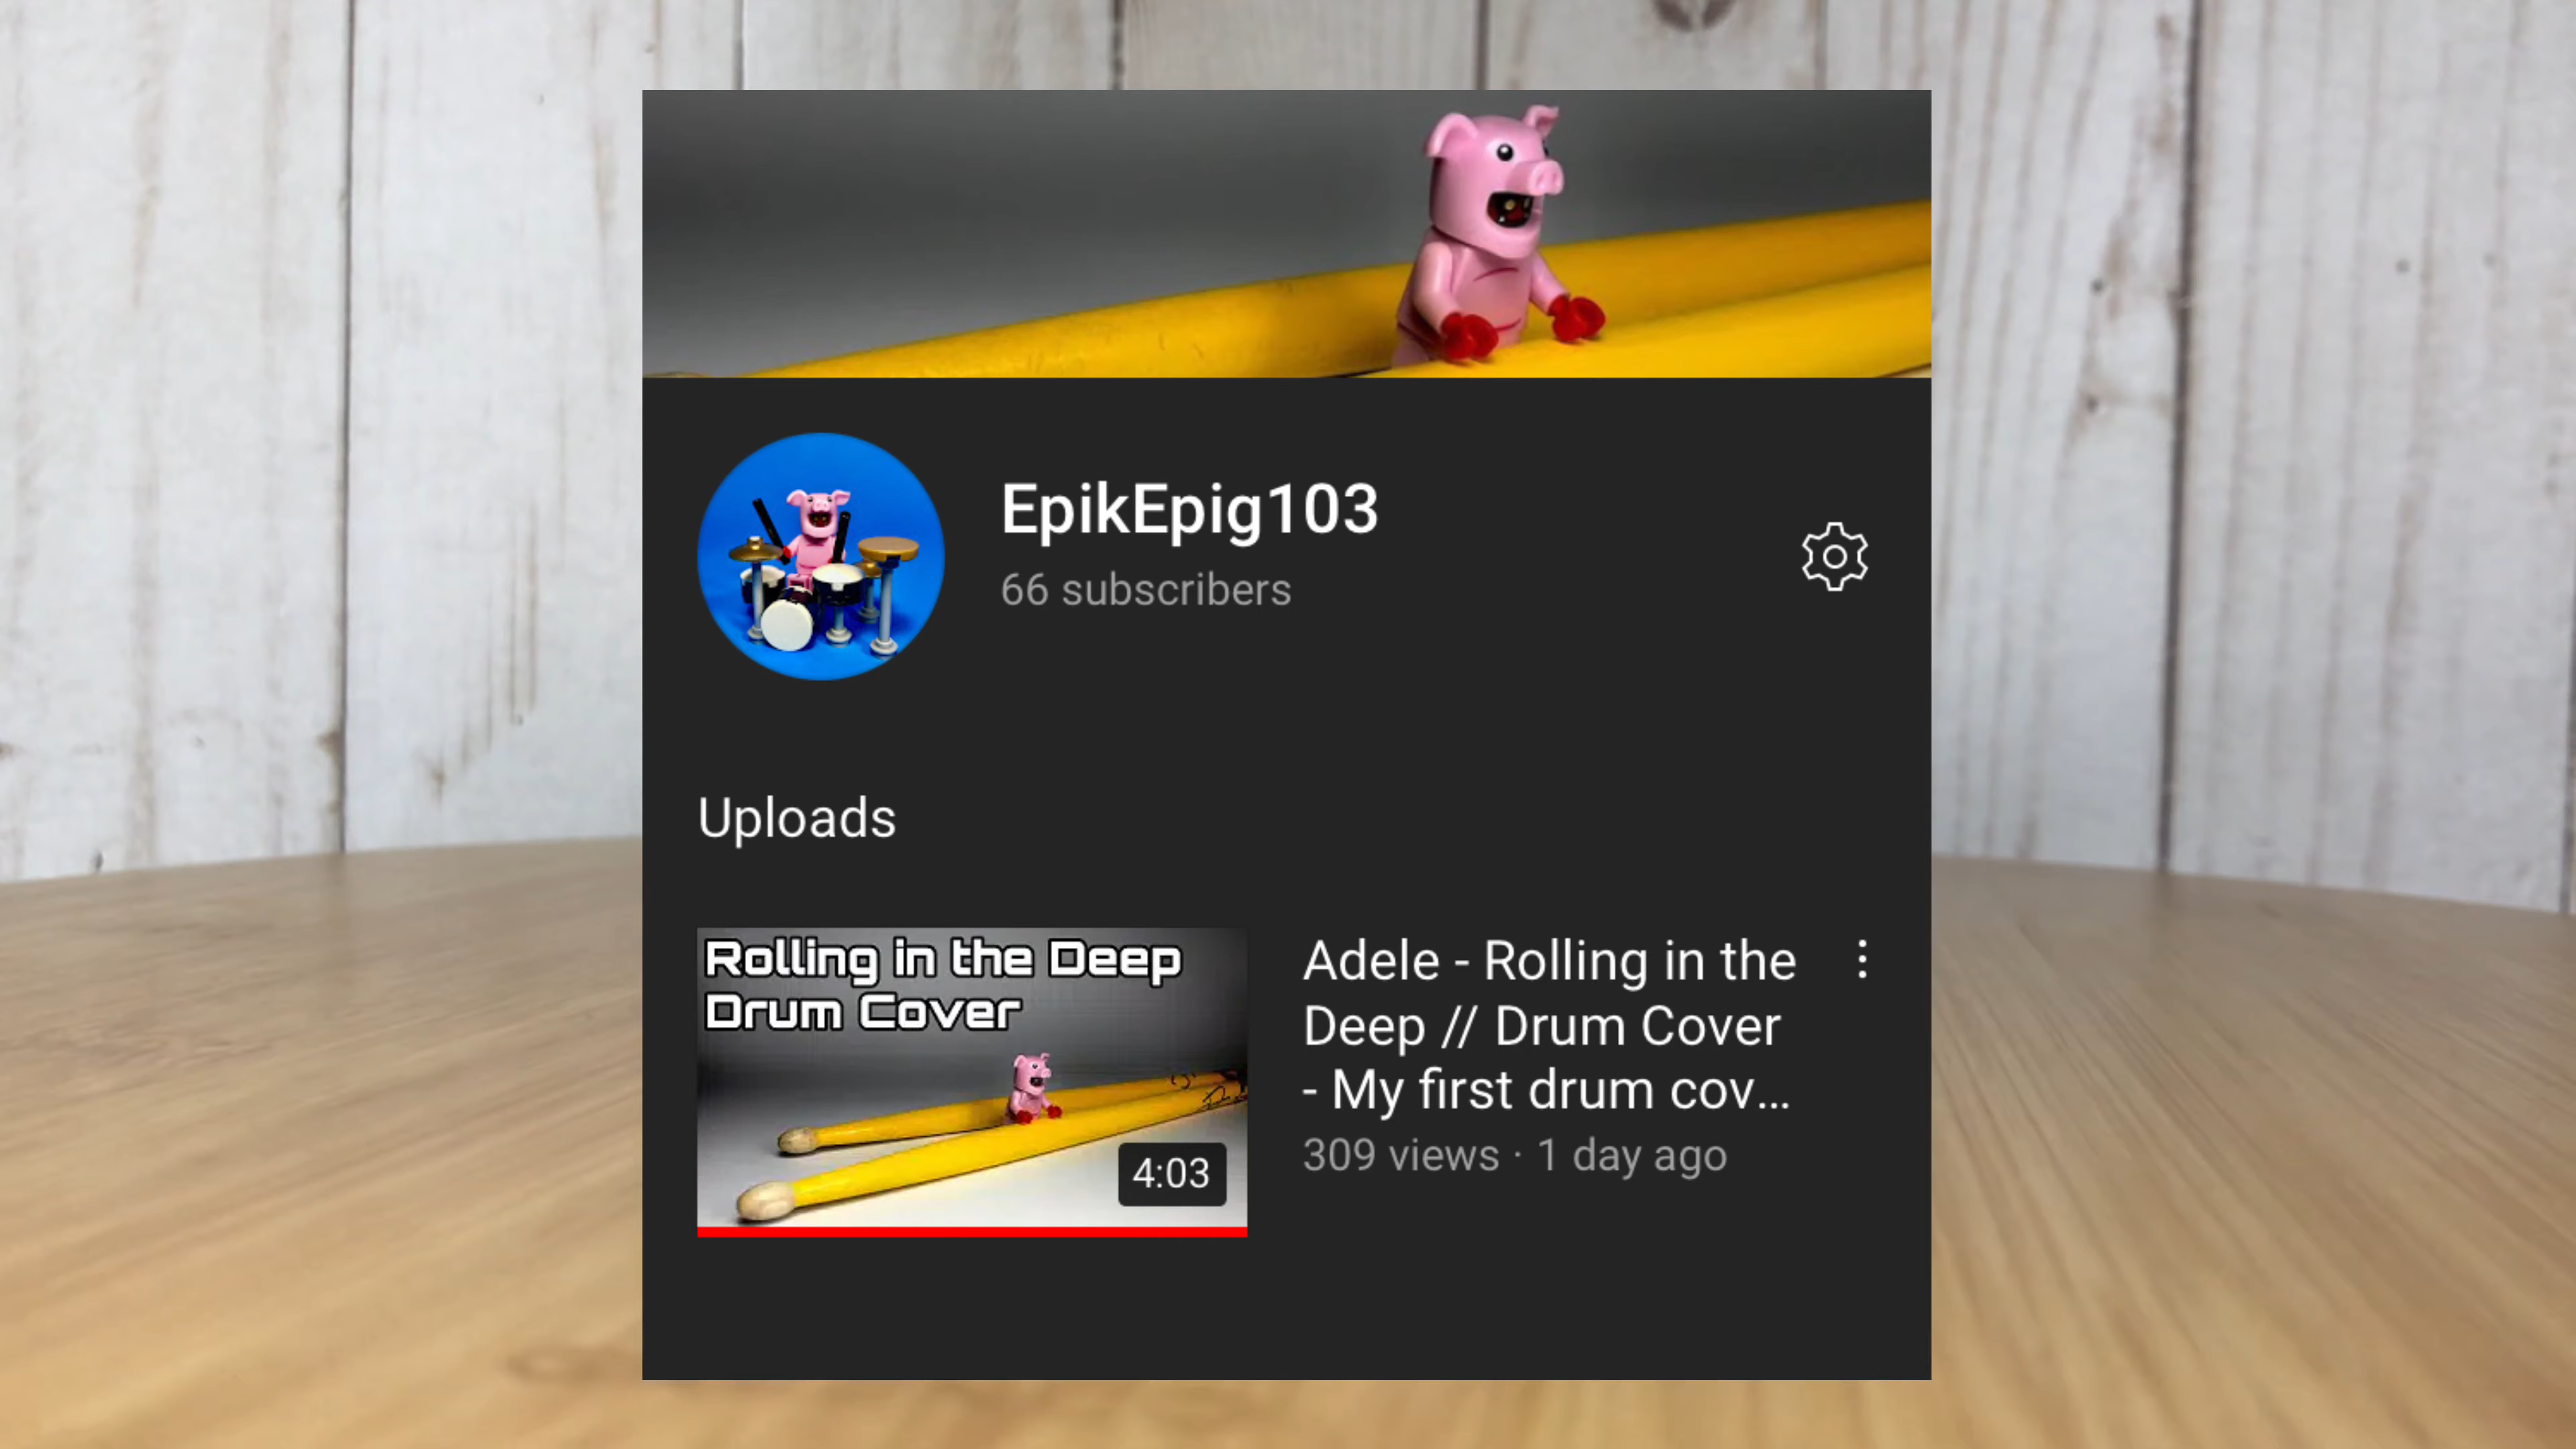 EpikEpig103
66 subscribers
Uploads
Rolling in the Deep
Drum Cover
4:03
Adele - Rolling in the
Deep // Drum Cover
- My first drum cov...
309 views · 1 day ago